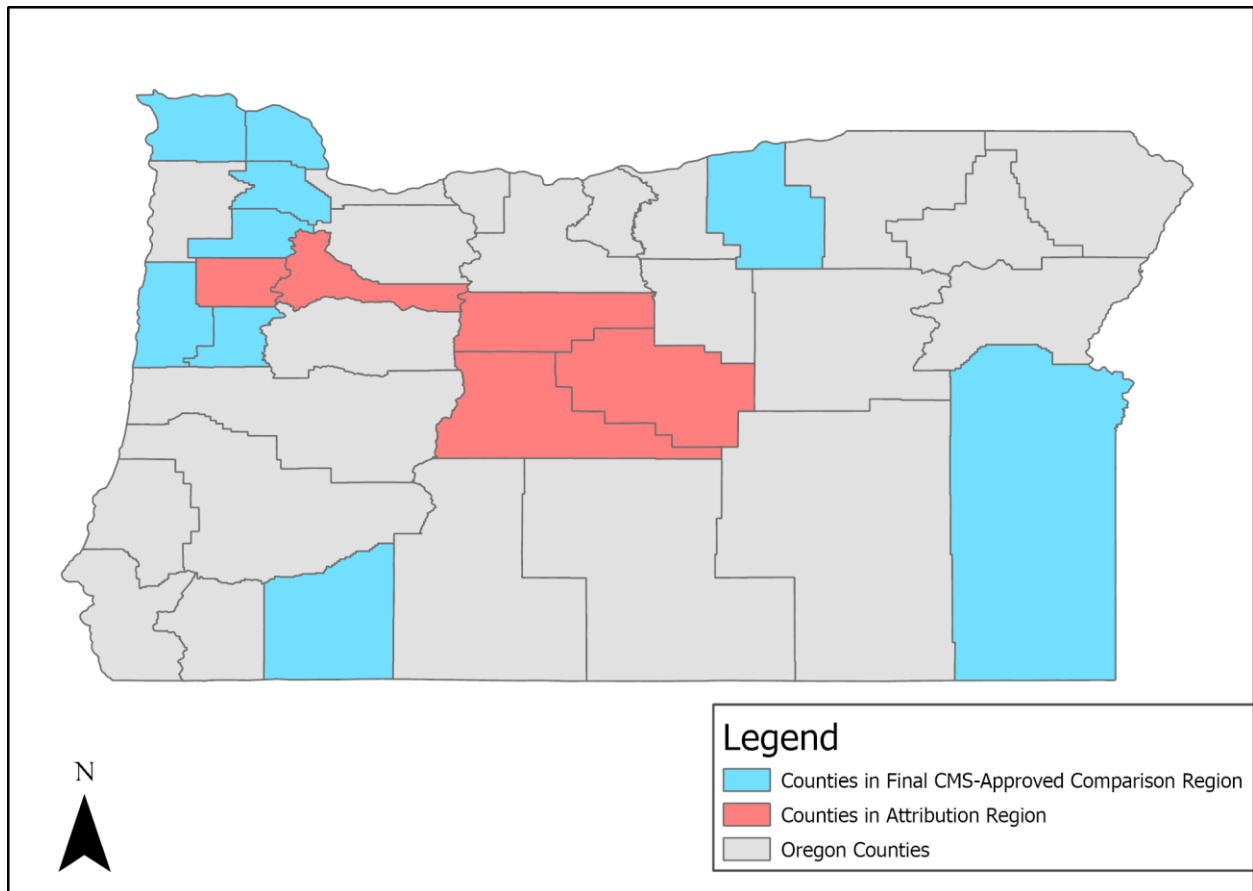 Legend
Counties in Final CMS-Approved Comparison Region
Counties in Attribution Region
Oregon Counties
N